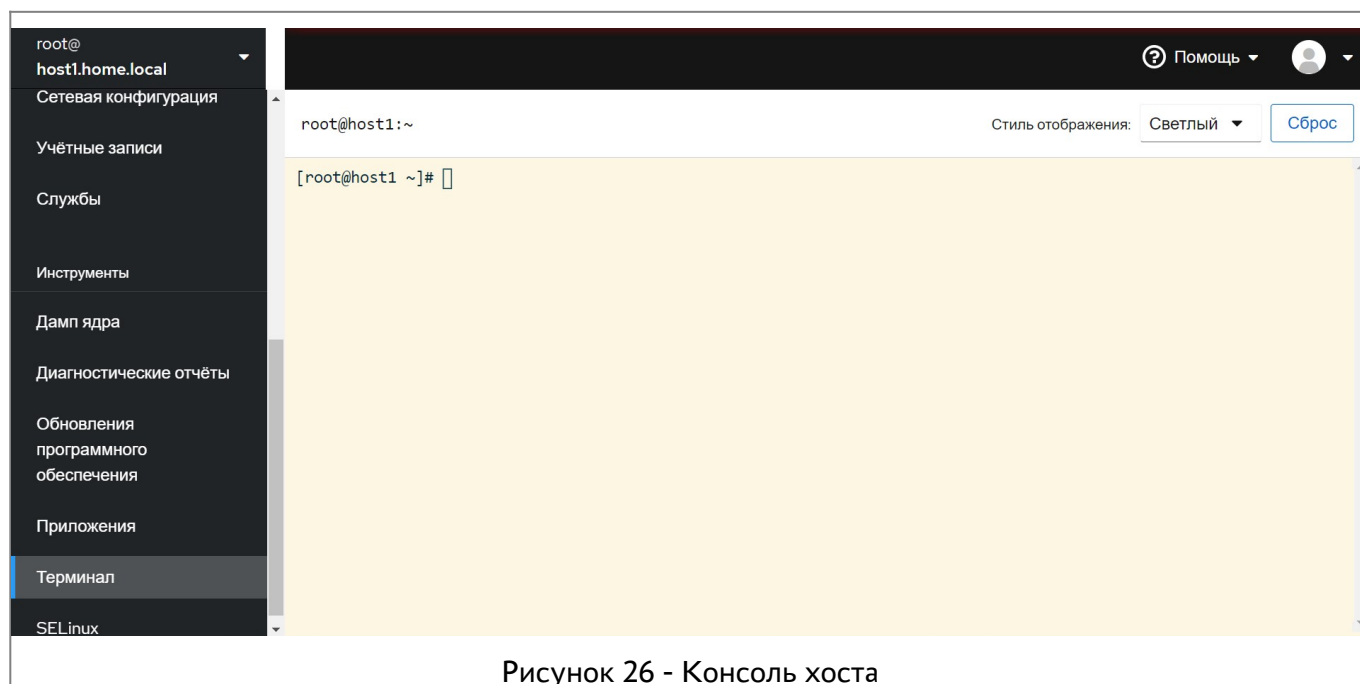 root@
host1.home.local
Помощь
Сетевая конфигурация
Учётные записи
Службы
Инструменты
Дамп ядра
Диагностические отчёты
Обновления
программного
обеспечения
Приложения
Терминал
SELinux
root@host1:~
Стиль отображения:
Светлый
Сброс
[root@host1 ~]#
Рисунок 26 - Консоль хоста